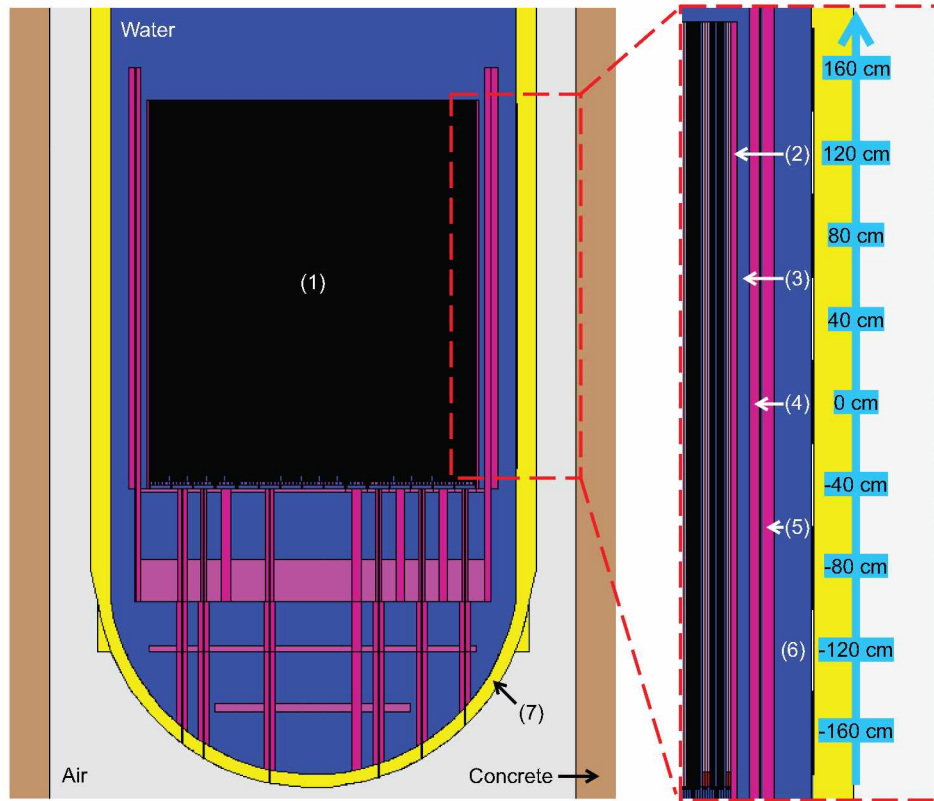 Water
(1)
(7)
Air
Concrete
160 cm
(2)
120 cm
80 cm
(3)
40 cm
(4)
0 cm
-40 cm
(5)
-80 cm
(6)
-120 cm
-160 cm